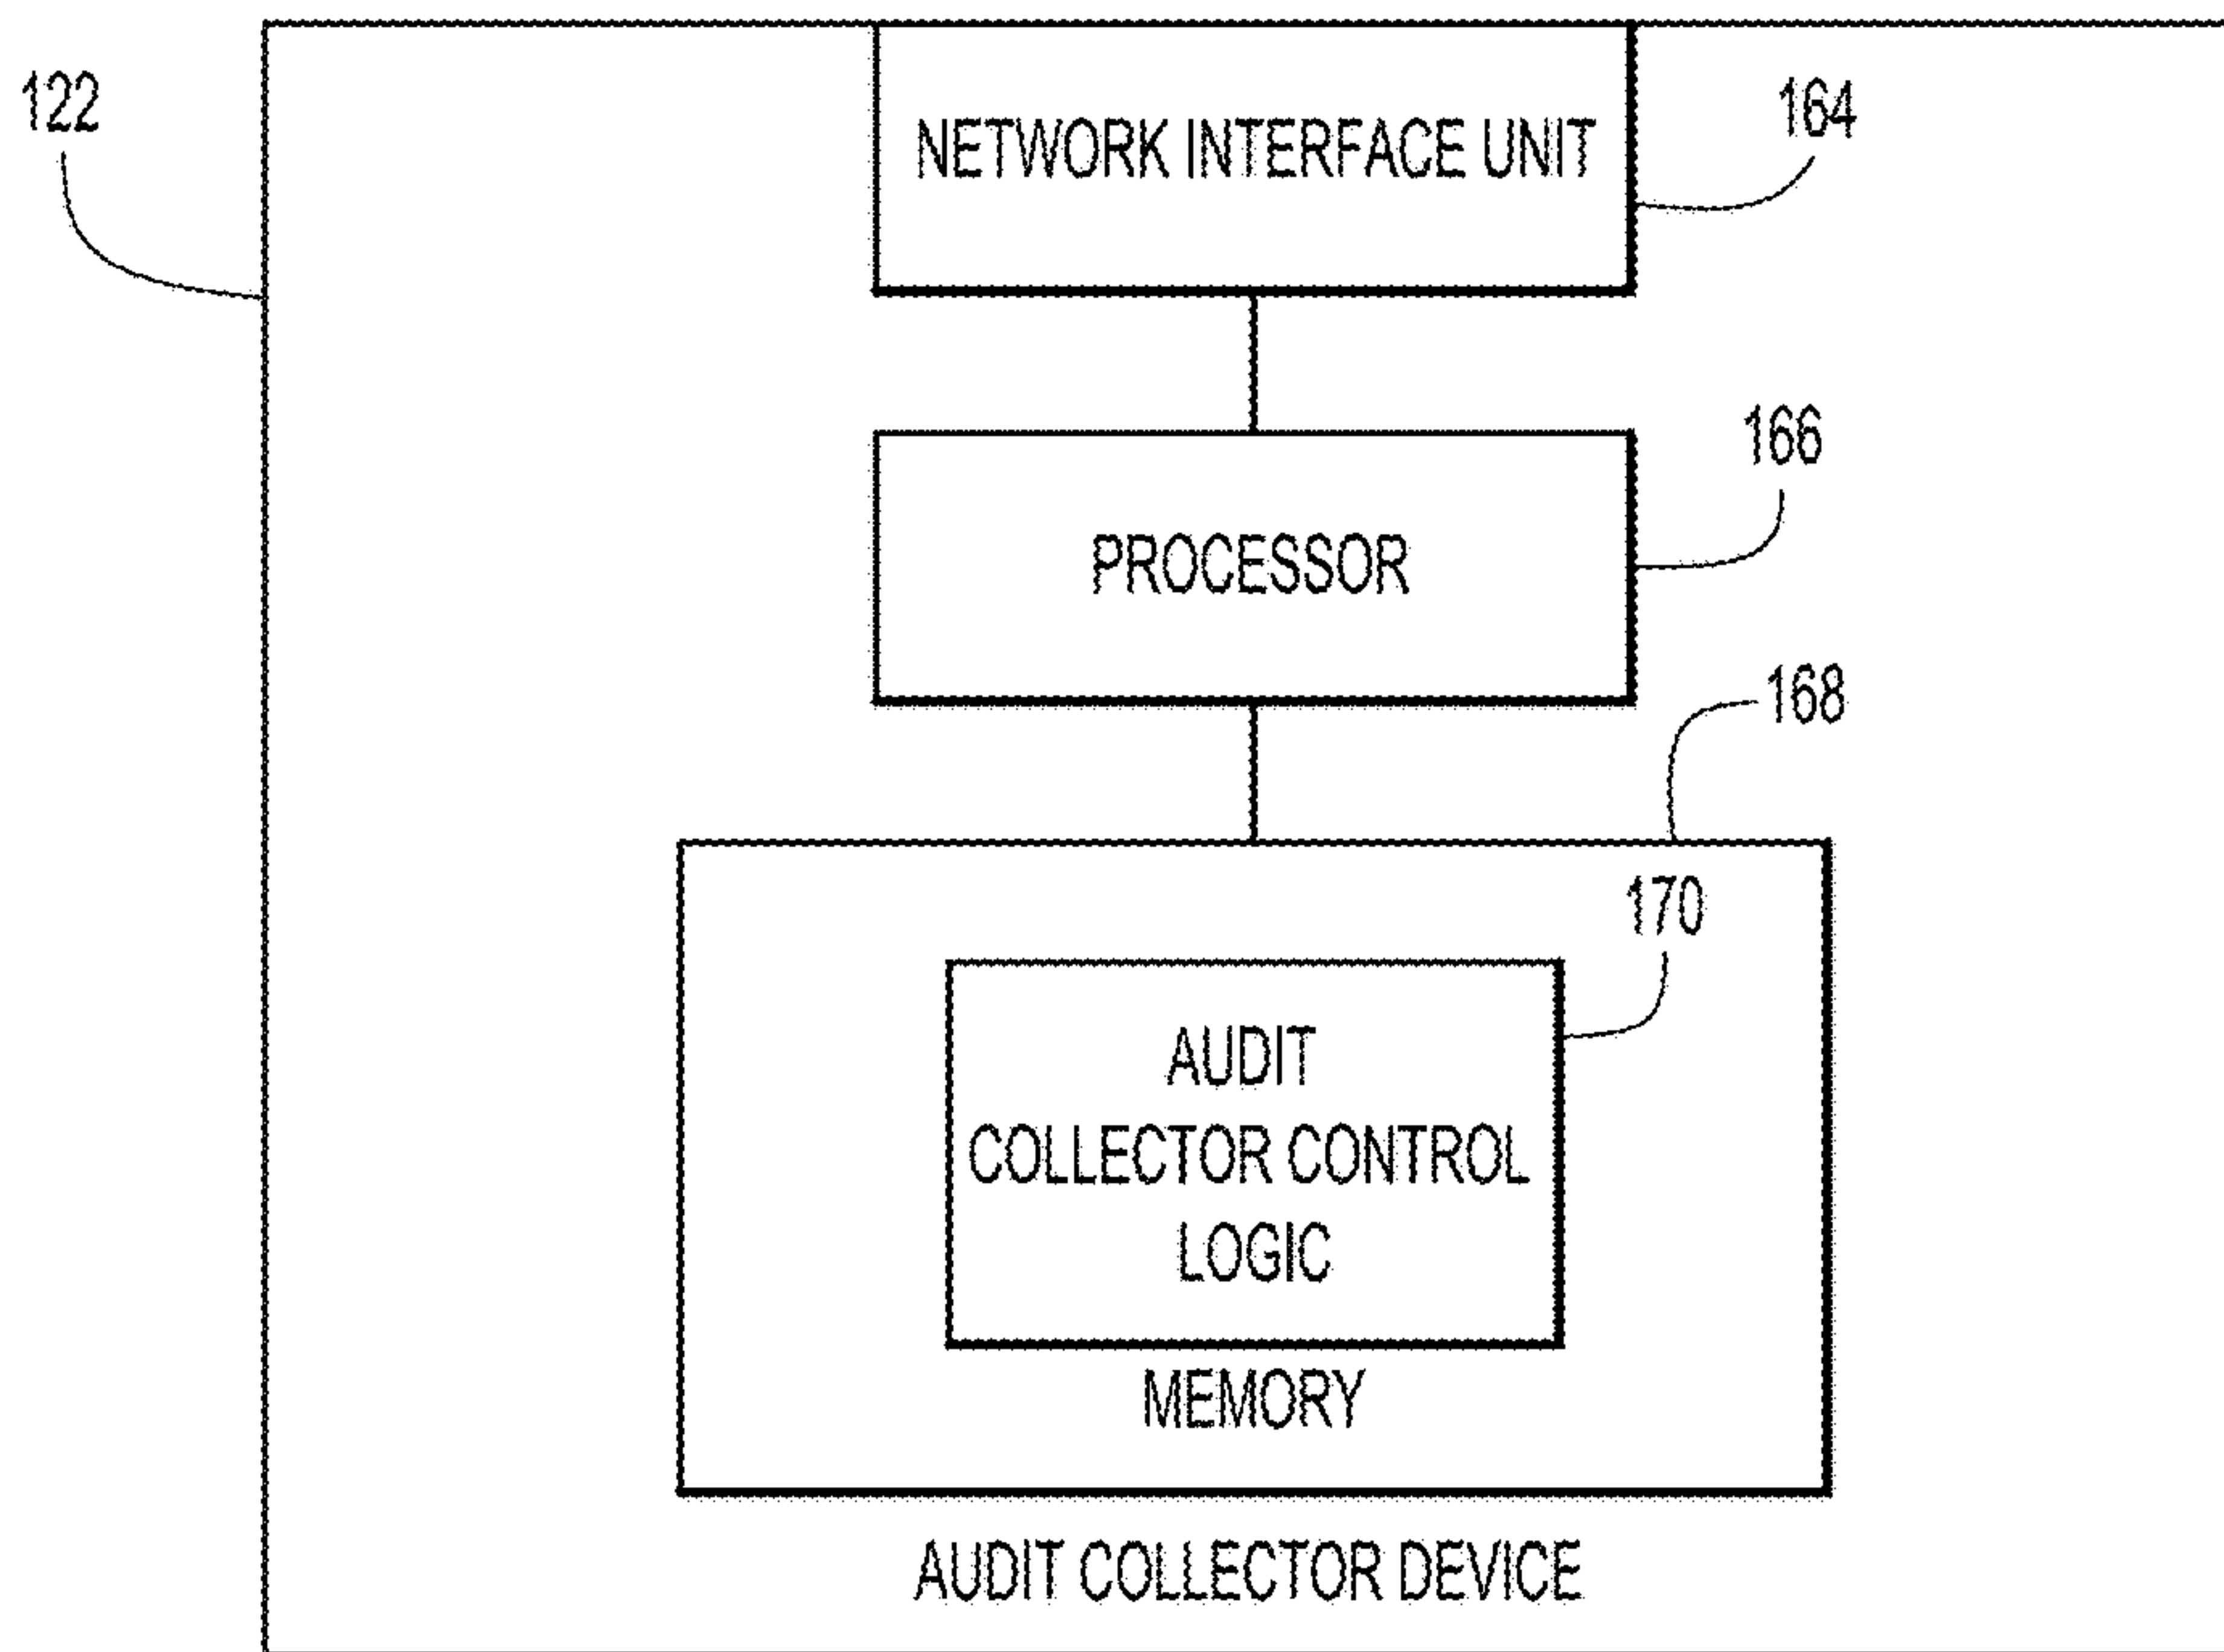 122
NETWORK INTERFACE UNIT
164
PROCESSOR
166
168
170
AUDIT
COLLECTOR CONTROL
LOGIC
MEMORY
AUDIT COLLECTOR DEVICE